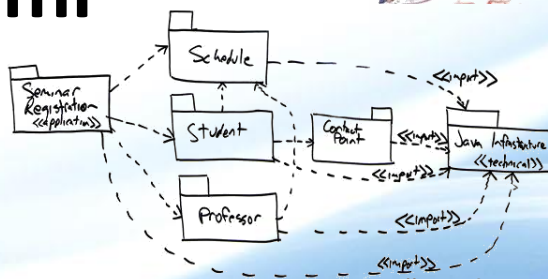 Schedule
<<import>>
Seminar
Registration
<<application>>
Student
Contact
Point
<<import>>
Java Infrastructure
<<technical>>
<<import>>
Professor
<<import>>
<<import>>